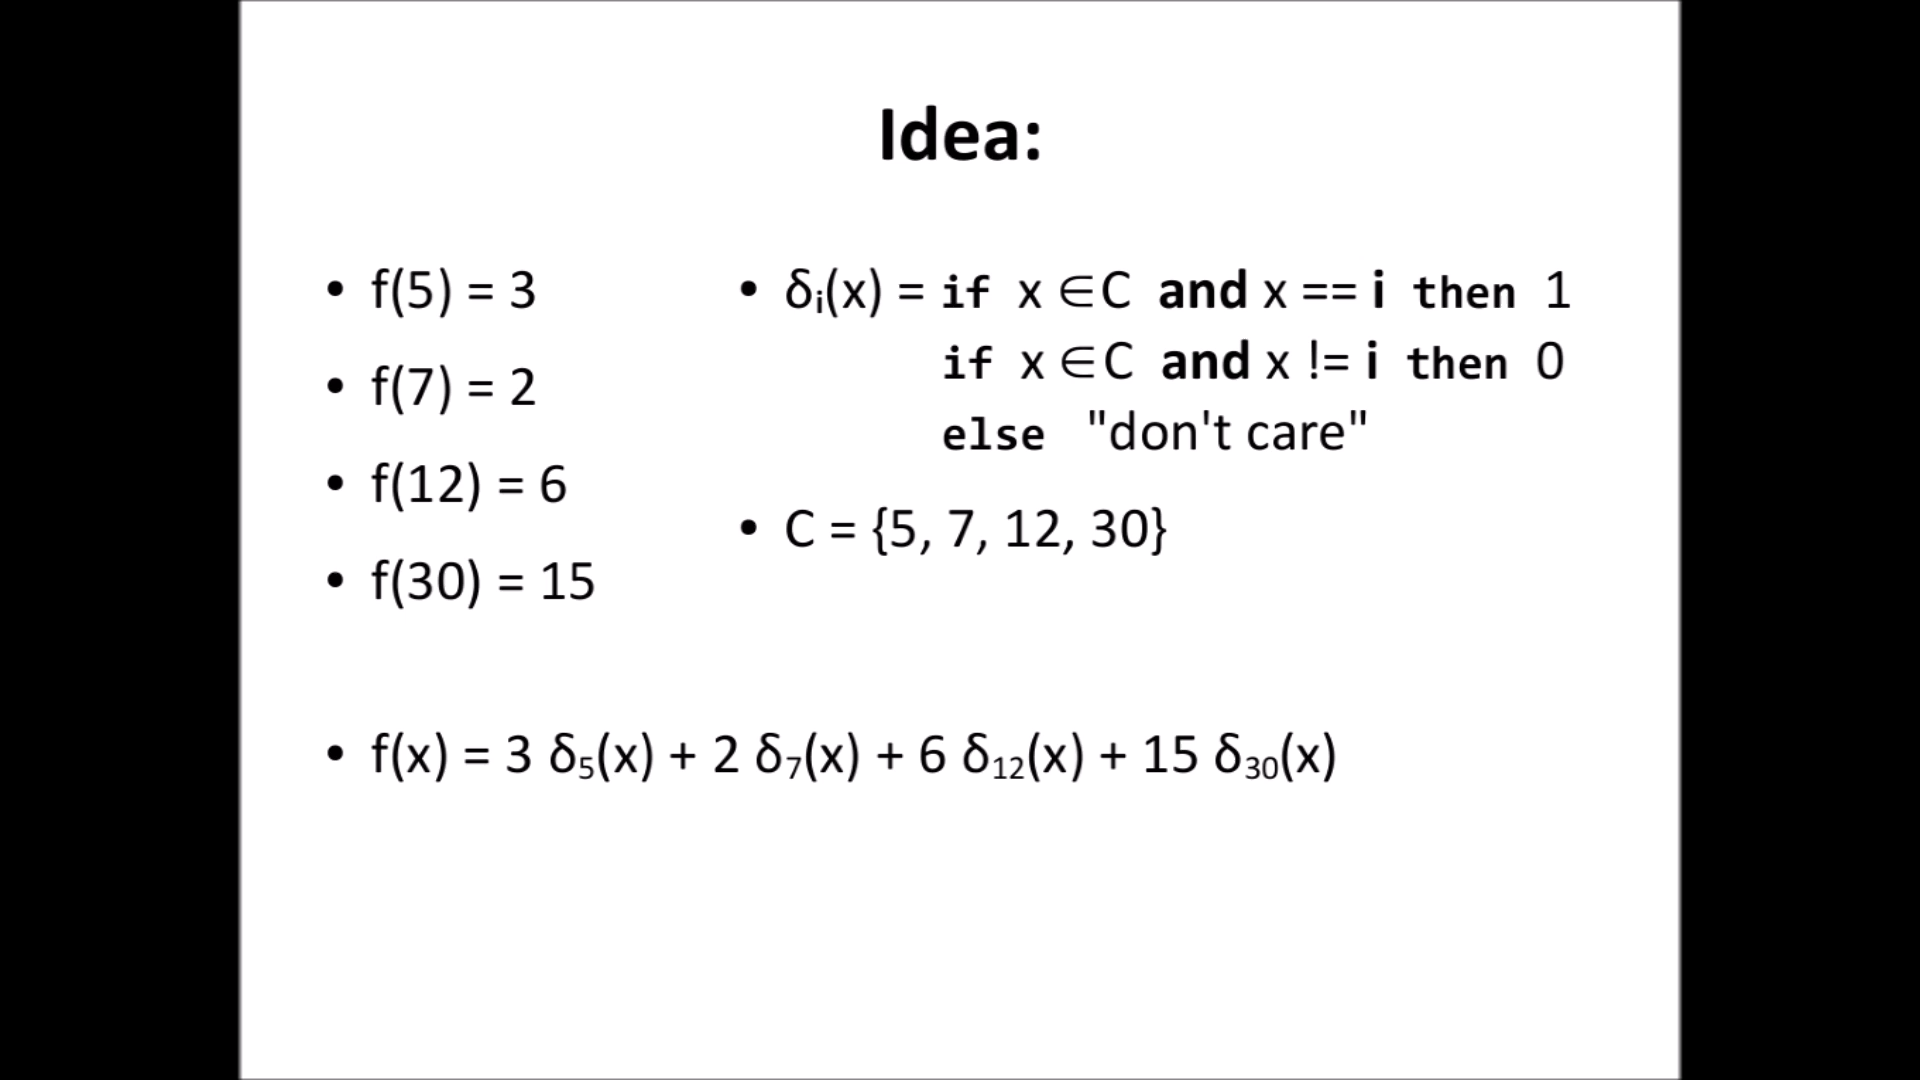 Idea:
• f(5) = 3
• f(7) = 2
• f(12) = 6
• f(30) = 15
• δᵢ(x) = if x ∈C and x == i then 1
if x ∈C and x != i then 0
else "don't care"
• C = {5, 7, 12, 30}
• f(x) = 3 δ₅(x) + 2 δ₇(x) + 6 δ₁₂(x) + 15 δ₃₀(x)